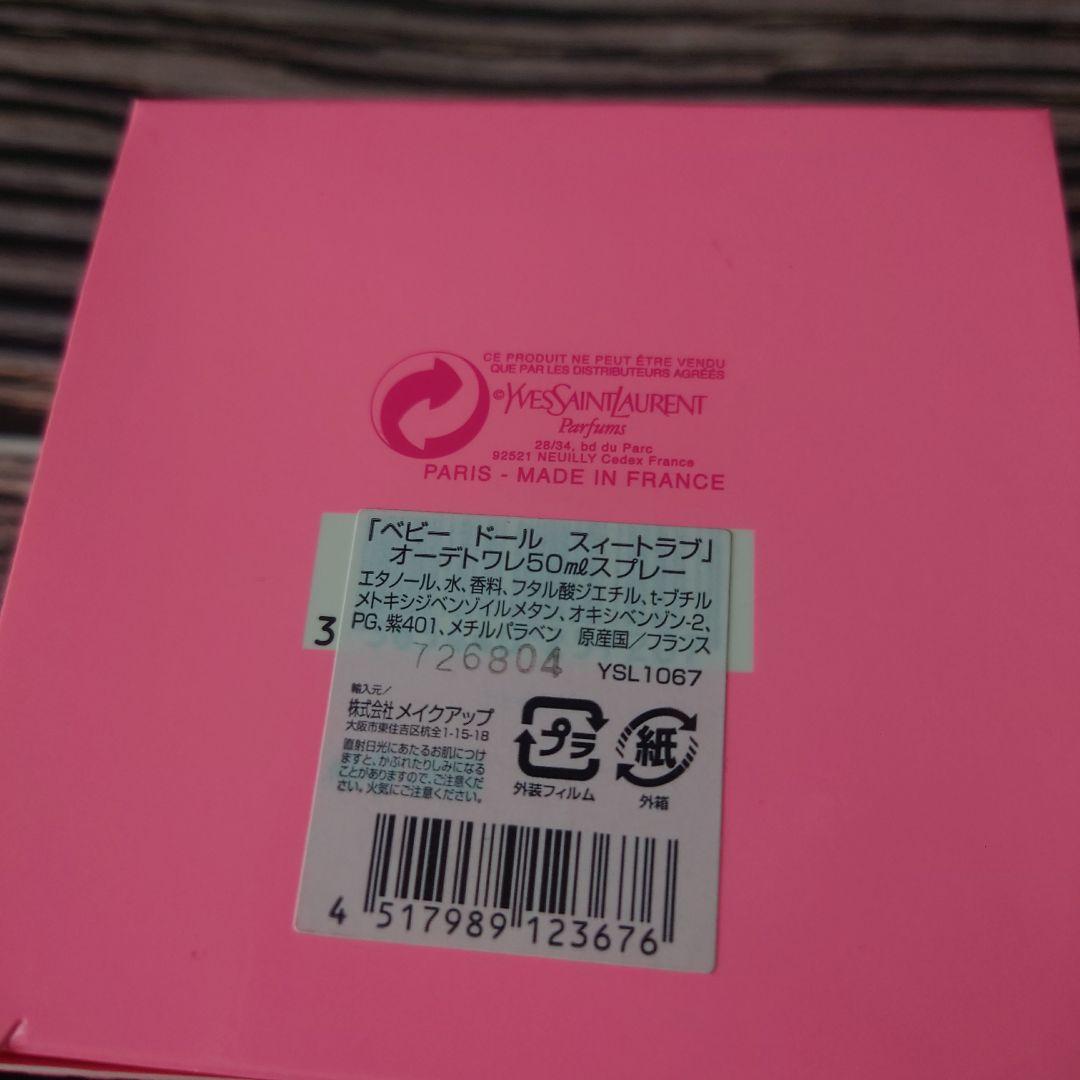 CE PRODUIT NE PEUT ÊTRE VENDU
QUE PAR LES DISTRIBUTEURS AGRÉÉS
©YVESSAINTLAURENT
Parfums
28/34, bd du Parc
92521 NEUILLY Cedex France
PARIS - MADE IN FRANCE
「ベビー ドール スィートラブ」
オーデトワレ50㎖スプレー
エタノール、水、香料、フタル酸ジエチル、t-ブチル
メトキシジベンゾイルメタン、オキシベンゾン-2、
PG、紫401、メチルパラベン 原産国/フランス
3
726804
YSL1067
輸入元/
株式会社 メイクアップ
大阪市東住吉区杭全1-15-18
直射日光にあたるお肌につけ
ますと、かぶれたりしみになる
ことがありますので、ご注意くだ
さい。火気にご注意ください。
プラ
外装フィルム
紙
外箱
4 517989 123676